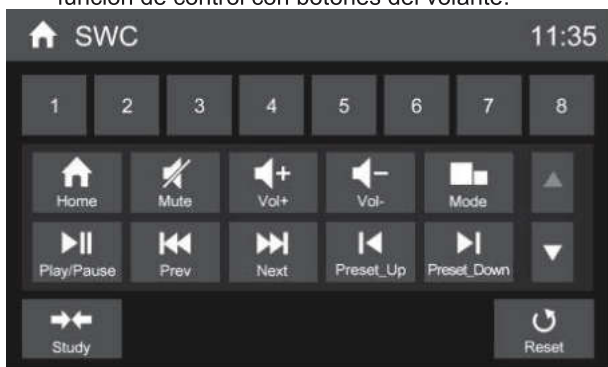 función de control con botones del volante.
SWC 11:35
1 2 3 4 5 6 7 8
Home Mute Vol+ Vol- Mode
Play/Pause Prev Next Preset_Up Preset_Down
Study Reset